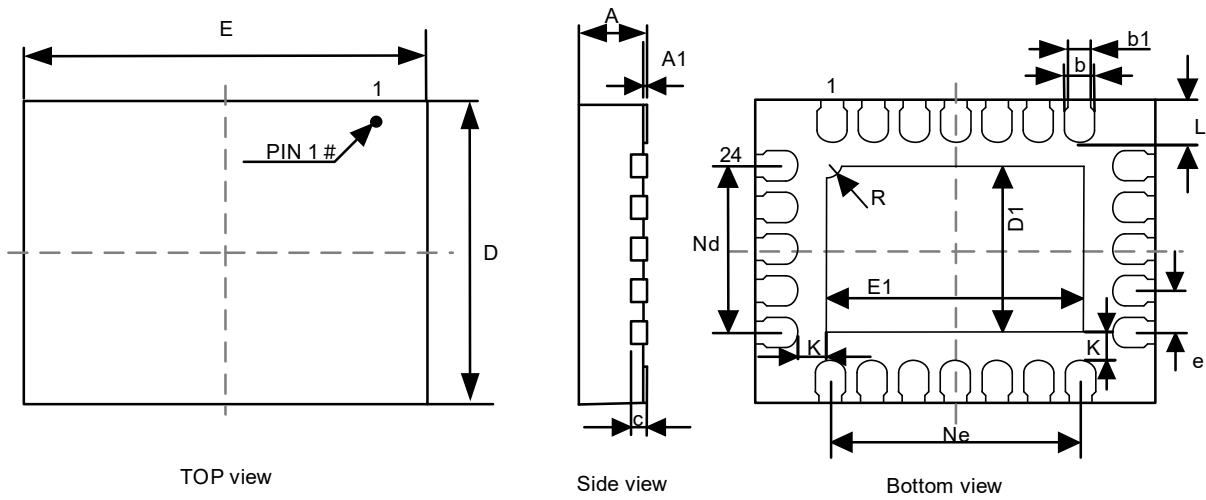 E
1
PIN 1 #
D
TOP view
A
A1
c
Side view
b1
b
1
L
24
R
D1
Nd
E1
K
K
e
Ne
Bottom view